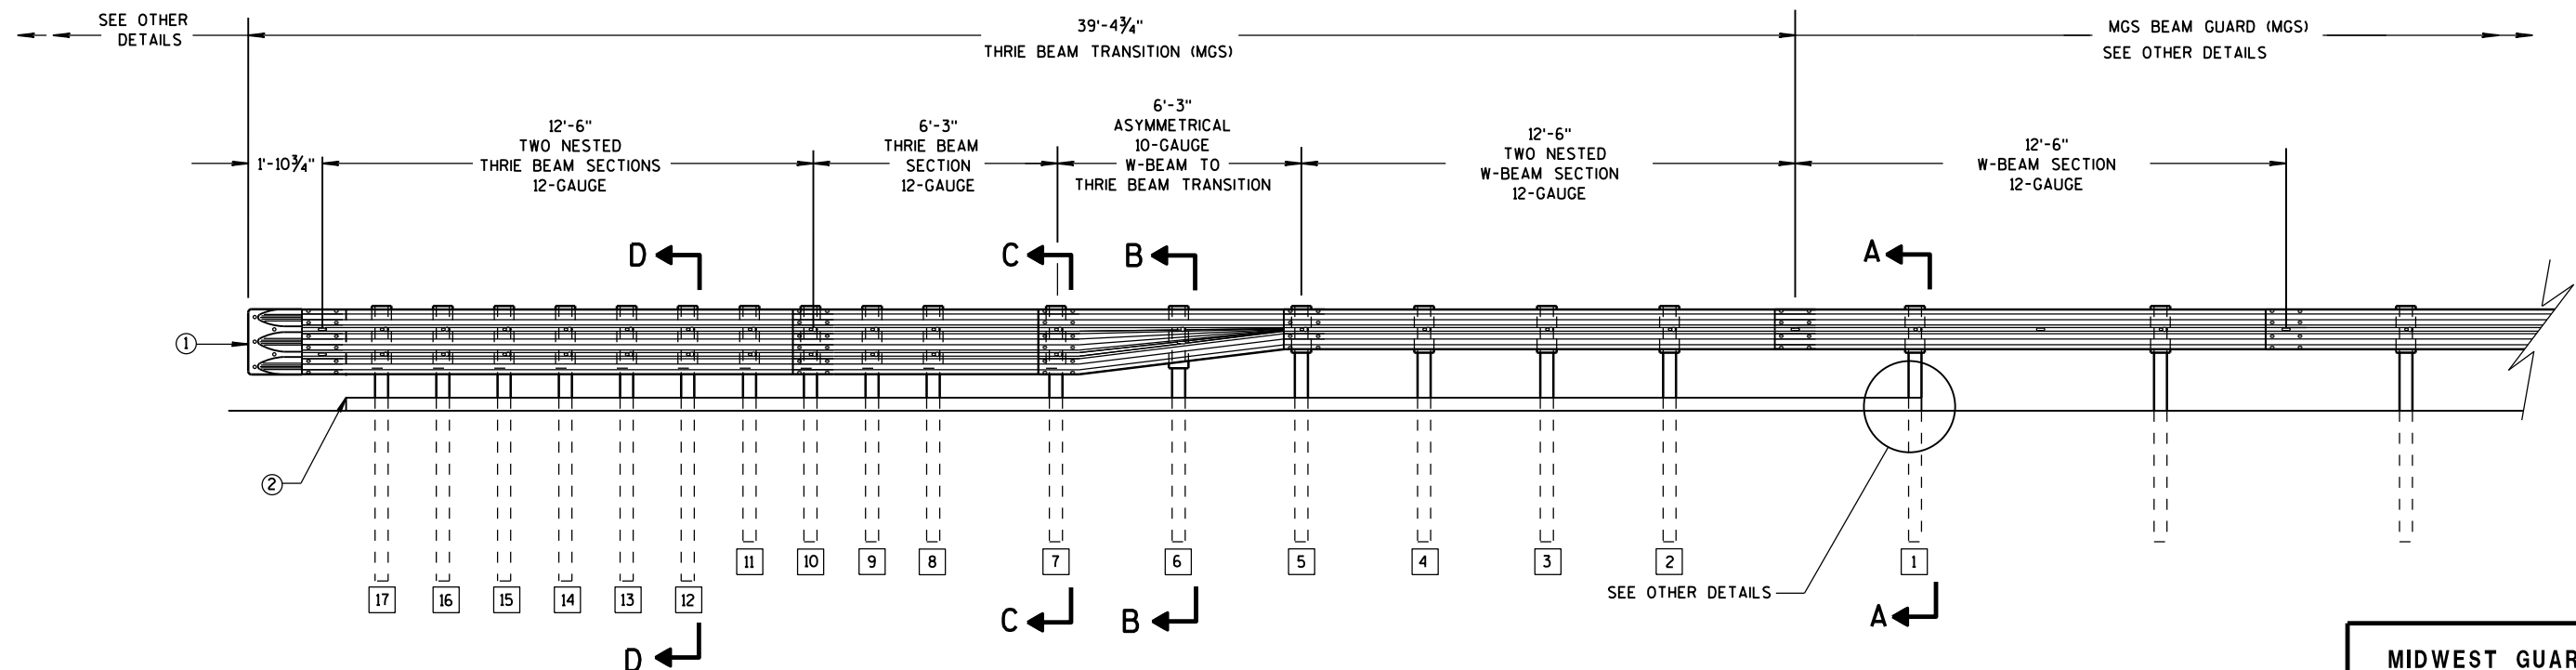 SEE OTHER
DETAILS
39'-4¾"
THRIE BEAM TRANSITION (MGS)
MGS BEAM GUARD (MGS)
SEE OTHER DETAILS
1'-10¾"
12'-6"
TWO NESTED
THRIE BEAM SECTIONS
12-GAUGE
6'-3"
THRIE BEAM
SECTION
12-GAUGE
6'-3"
ASYMMETRICAL
10-GAUGE
W-BEAM TO
THRIE BEAM TRANSITION
12'-6"
TWO NESTED
W-BEAM SECTION
12-GAUGE
12'-6"
W-BEAM SECTION
12-GAUGE
D
C
B
A
1
2
17
16
15
14
13
12
11
10
9
8
7
6
5
4
3
2
1
SEE OTHER DETAILS
D
C
B
A
MIDWEST GUAR